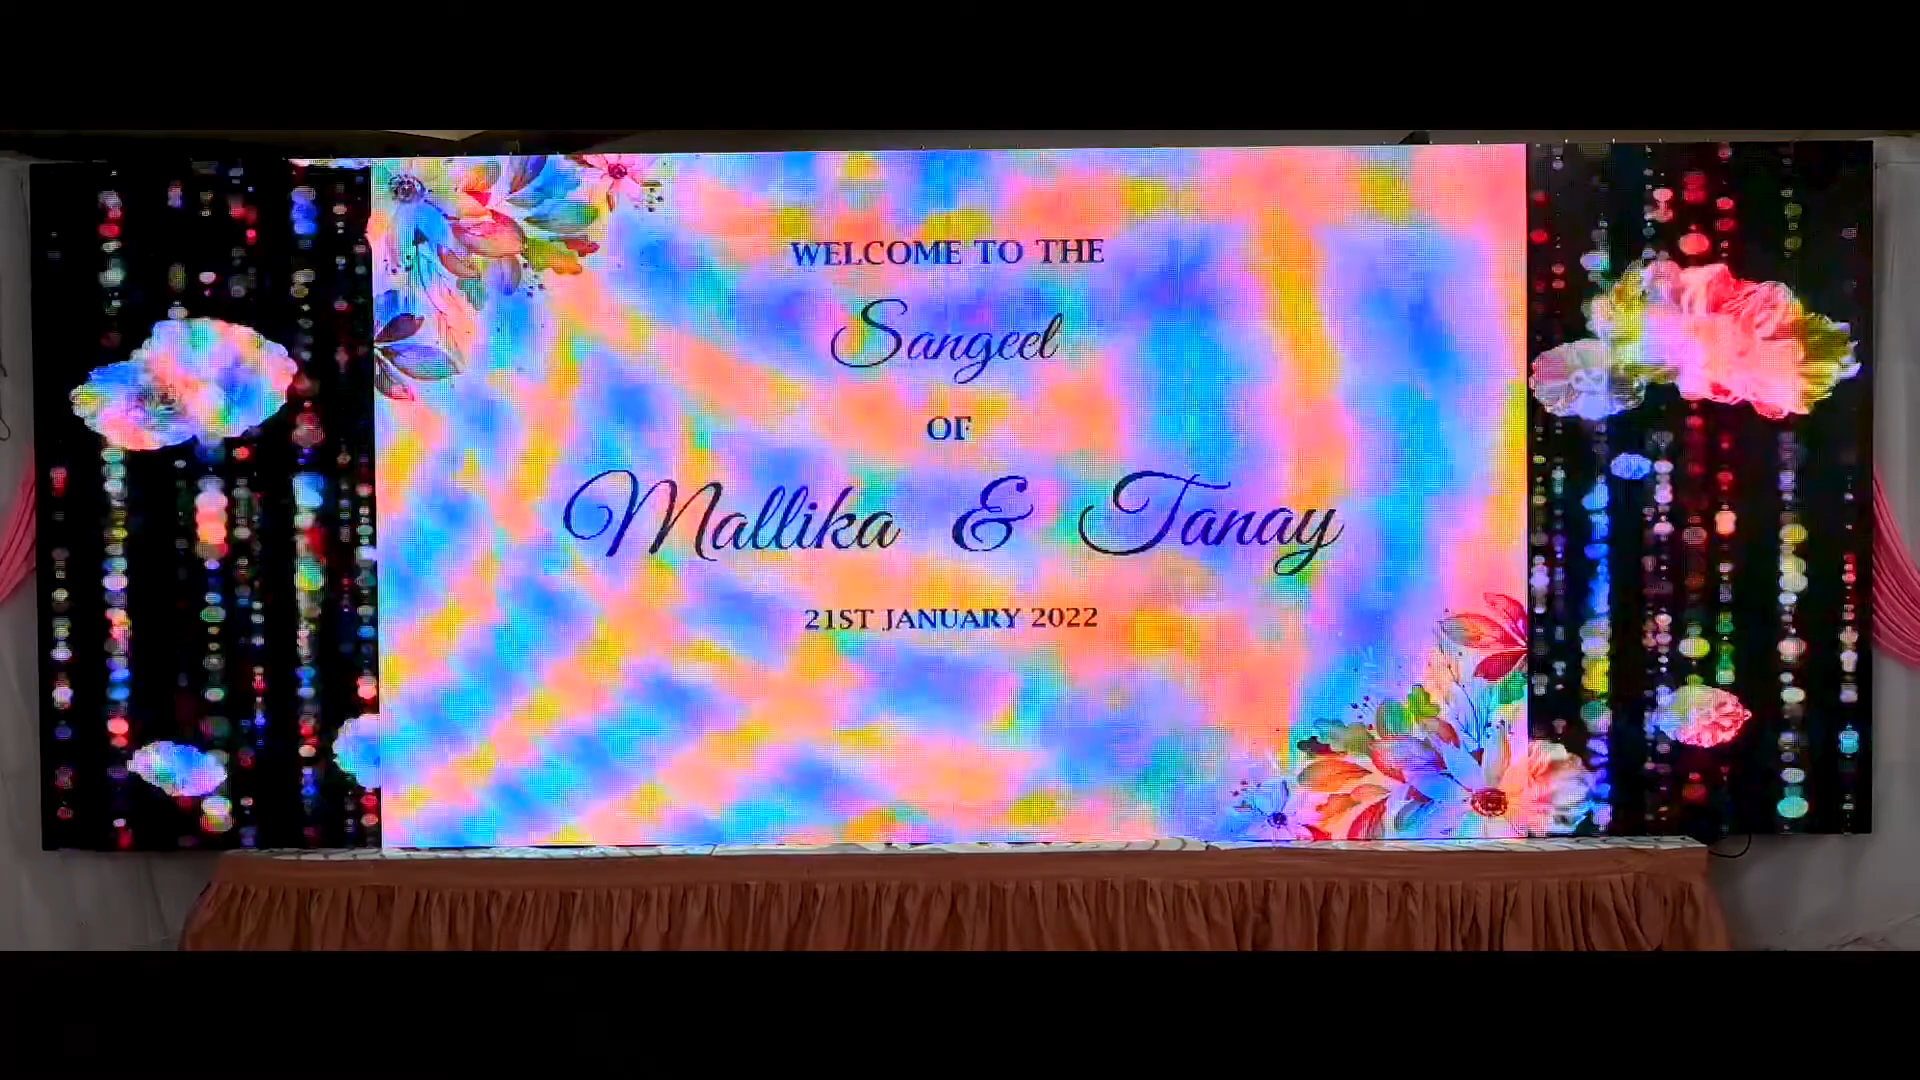 WELCOME TO THE
Sangeet
OF
Mallika & Tanay
21ST JANUARY 2022